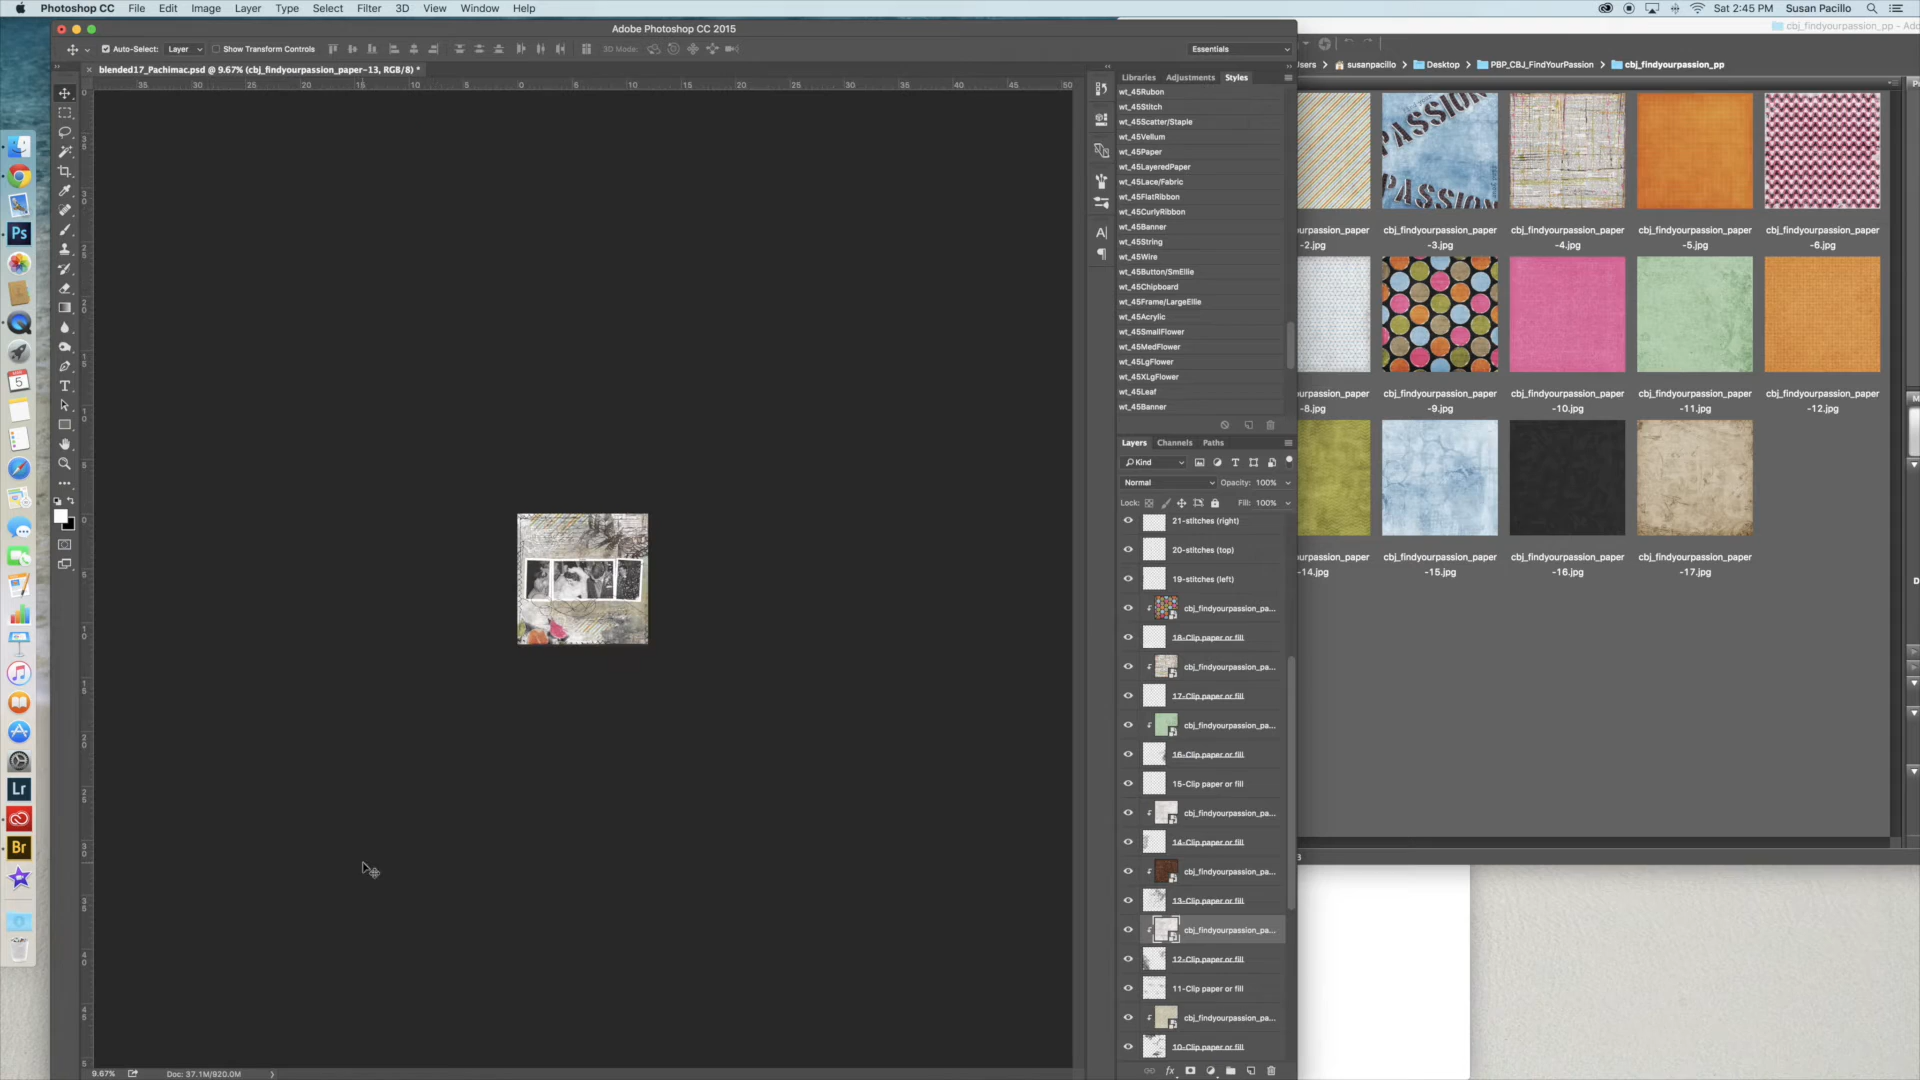 Photoshop CC File Edit Image Layer Type Select Filter 3D View Window Help
Sat 2:45 PM Susan Pacillo
Adobe Photoshop CC 2015
cbj_findyourpassion_pp
Auto-Select: Layer Show Transform Controls 3D Mode: Essentials
blended17_Pachimac.psd @ 9.67% (cbj_findyourpassion_paper-13, RGB/8) *
susanpacillo Desktop PBP_CBJ_FindYourPassion cbj_findyourpassion_pp
Libraries Adjustments Styles
wt_45Rubon
wt_45Stitch
wt_45Scatter/Staple
wt_45Vellum
wt_45Paper
wt_45LayeredPaper
wt_45Lace/Fabric
wt_45FlatRibbon
wt_45CurlyRibbon
wt_45Banner
wt_45String
wt_45Wire
wt_45Button/SmEllie
wt_45Chipboard
wt_45Frame/LargeEllie
wt_45Acrylic
wt_45SmallFlower
wt_45MedFlower
wt_45LgFlower
wt_45XLgFlower
wt_45Leaf
wt_45Banner
Layers Channels Paths
Kind
Normal Opacity: 100%
Lock: Fill: 100%
21-stitches (right)
20-stitches (top)
19-stitches (left)
cbj_findyourpassion_pa...
18-Clip paper or fill
cbj_findyourpassion_pa...
17-Clip paper or fill
cbj_findyourpassion_pa...
16-Clip paper or fill
15-Clip paper or fill
cbj_findyourpassion_pa...
14-Clip paper or fill
cbj_findyourpassion_pa...
13-Clip paper or fill
cbj_findyourpassion_pa...
12-Clip paper or fill
11-Clip paper or fill
cbj_findyourpassion_pa...
10-Clip paper or fill
9.67% Doc: 37.1M/920.0M
PASSION
PASSION
yourpassion_paper-2.jpg
cbj_findyourpassion_paper-3.jpg
cbj_findyourpassion_paper-4.jpg
cbj_findyourpassion_paper-5.jpg
cbj_findyourpassion_paper-6.jpg
yourpassion_paper-8.jpg
cbj_findyourpassion_paper-9.jpg
cbj_findyourpassion_paper-10.jpg
cbj_findyourpassion_paper-11.jpg
cbj_findyourpassion_paper-12.jpg
yourpassion_paper-14.jpg
cbj_findyourpassion_paper-15.jpg
cbj_findyourpassion_paper-16.jpg
cbj_findyourpassion_paper-17.jpg